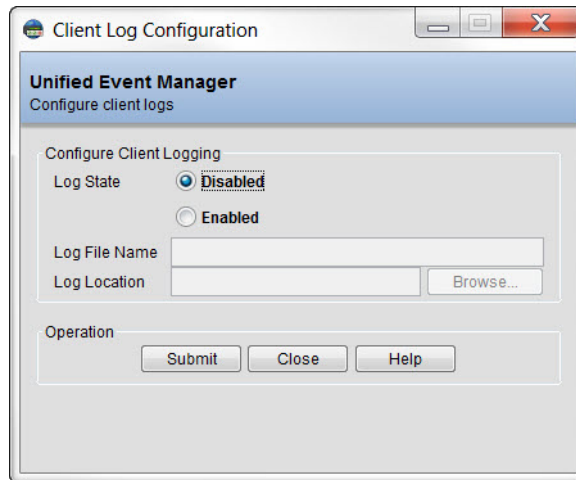 Client Log Configuration
Unified Event Manager
Configure client logs
Configure Client Logging
Log State Disabled
Enabled
Log File Name
Log Location Browse...
Operation
Submit Close Help